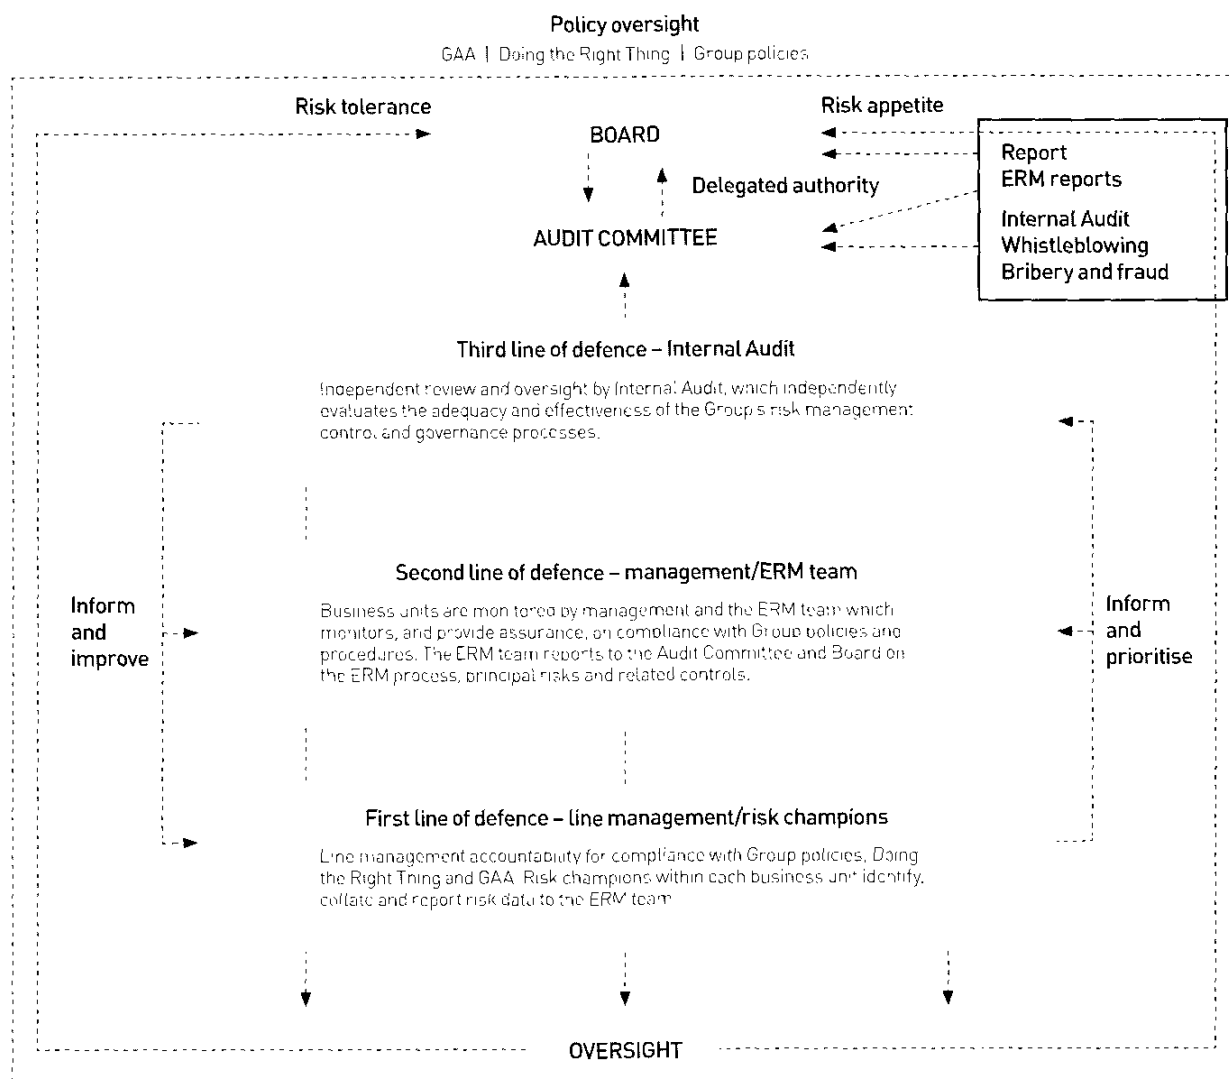 Policy oversight
GAA | Doing the Right Thing | Group policies
Risk tolerance
Risk appetite
BOARD
Report
ERM reports
Delegated authority
Internal Audit
Whistleblowing
Bribery and fraud
AUDIT COMMITTEE
Third line of defence – Internal Audit
Independent review and oversight by Internal Audit, which independently
evaluates the adequacy and effectiveness of the Group's risk management
control and governance processes.
Second line of defence – management/ERM team
Business units are monitored by management and the ERM team which
monitors, and provide assurance, on compliance with Group policies and
procedures. The ERM team reports to the Audit Committee and Board on
the ERM process, principal risks and related controls.
Inform
and
improve
Inform
and
prioritise
First line of defence – line management/risk champions
Line management accountability for compliance with Group policies, Doing
the Right Thing and GAA. Risk champions within each business unit identify,
collate and report risk data to the ERM team
OVERSIGHT